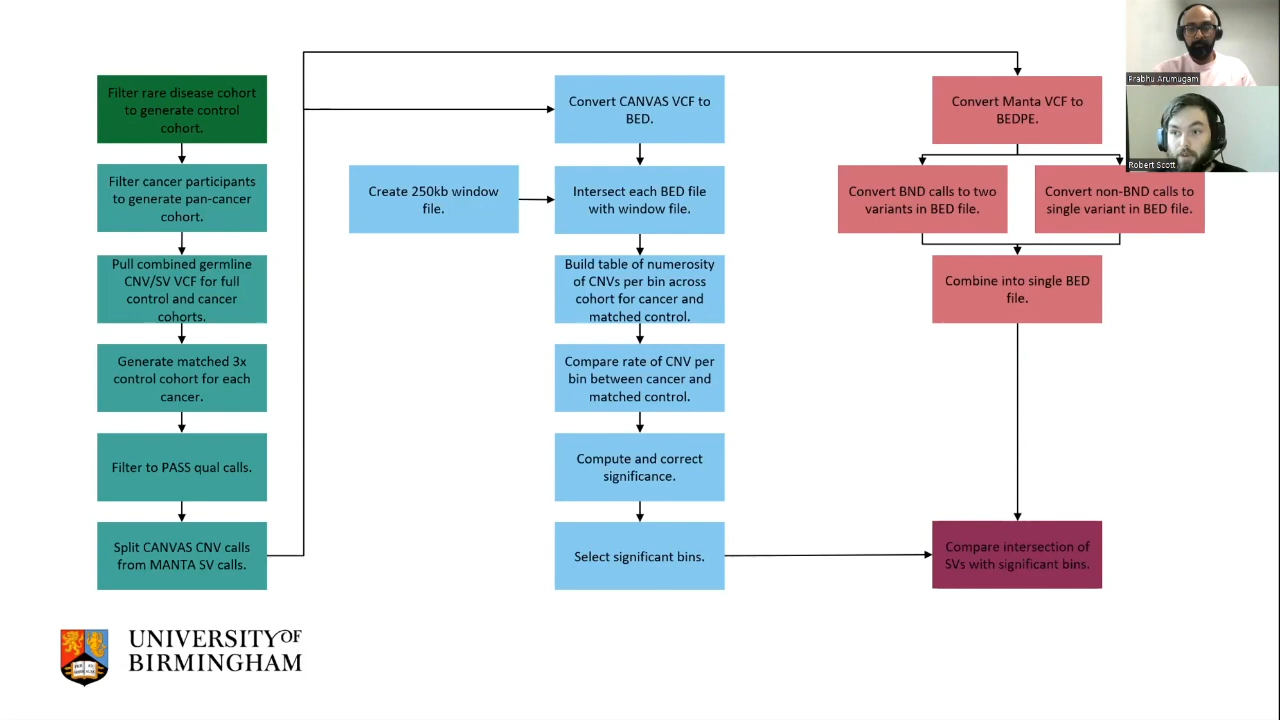 Filter rare disease cohort
to generate control
cohort.
Filter cancer participants
to generate pan-cancer
cohort.
Pull combined germline
CNV/SV VCF for full
control and cancer
cohorts.
Generate matched 3x
control cohort for each
cancer.
Filter to PASS qual calls.
Split CANVAS CNV calls
from MANTA SV calls.
Create 250kb window
file.
Convert CANVAS VCF to
BED.
Intersect each BED file
with window file.
Build table of numerosity
of CNVs per bin across
cohort for cancer and
matched control.
Compare rate of CNV per
bin between cancer and
matched control.
Compute and correct
significance.
Select significant bins.
Convert Manta VCF to
BEDPE.
Convert BND calls to two
variants in BED file.
Convert non-BND calls to
single variant in BED file.
Combine into single BED
file.
Compare intersection of
SVs with significant bins.
Prabhu Arumugam
Robert Scott
UNIVERSITY OF
BIRMINGHAM